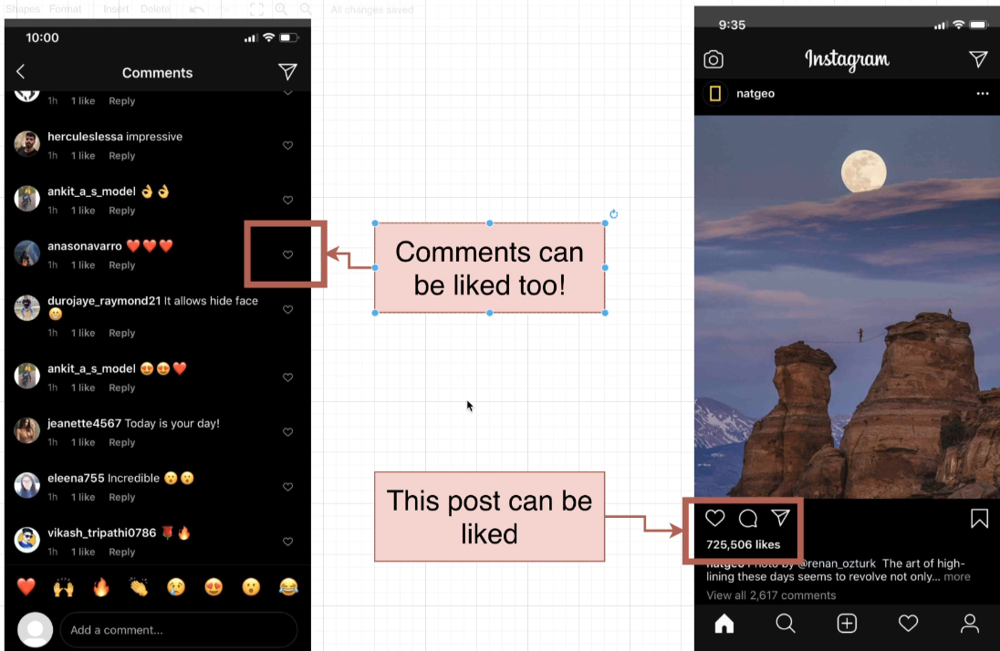 Shapes Format Insert Delete All changes saved
10:00
Comments
1h 1 like Reply
herculeslessa impressive
1h 1 like Reply
ankit_a_s_model 👌👌
1h 1 like Reply
anasonavarro ❤️❤️❤️
1h 1 like Reply
durojaye_raymond21 It allows hide face
😁
1h 1 like Reply
ankit_a_s_model 😍😍❤️
1h 1 like Reply
jeanette4567 Today is your day!
1h 1 like Reply
eleena755 Incredible 😮😮
1h 1 like Reply
vikash_tripathi0786 🌹🔥
1h 1 like Reply
❤️ 🙌 🔥 👏 😢 😍 😮 😂
Add a comment...
Comments can
be liked too!
This post can be
liked
9:35
Instagram
natgeo
725,506 likes
natgeo Photo by @renan_ozturk The art of high-
lining these days seems to revolve not only... more
View all 2,617 comments